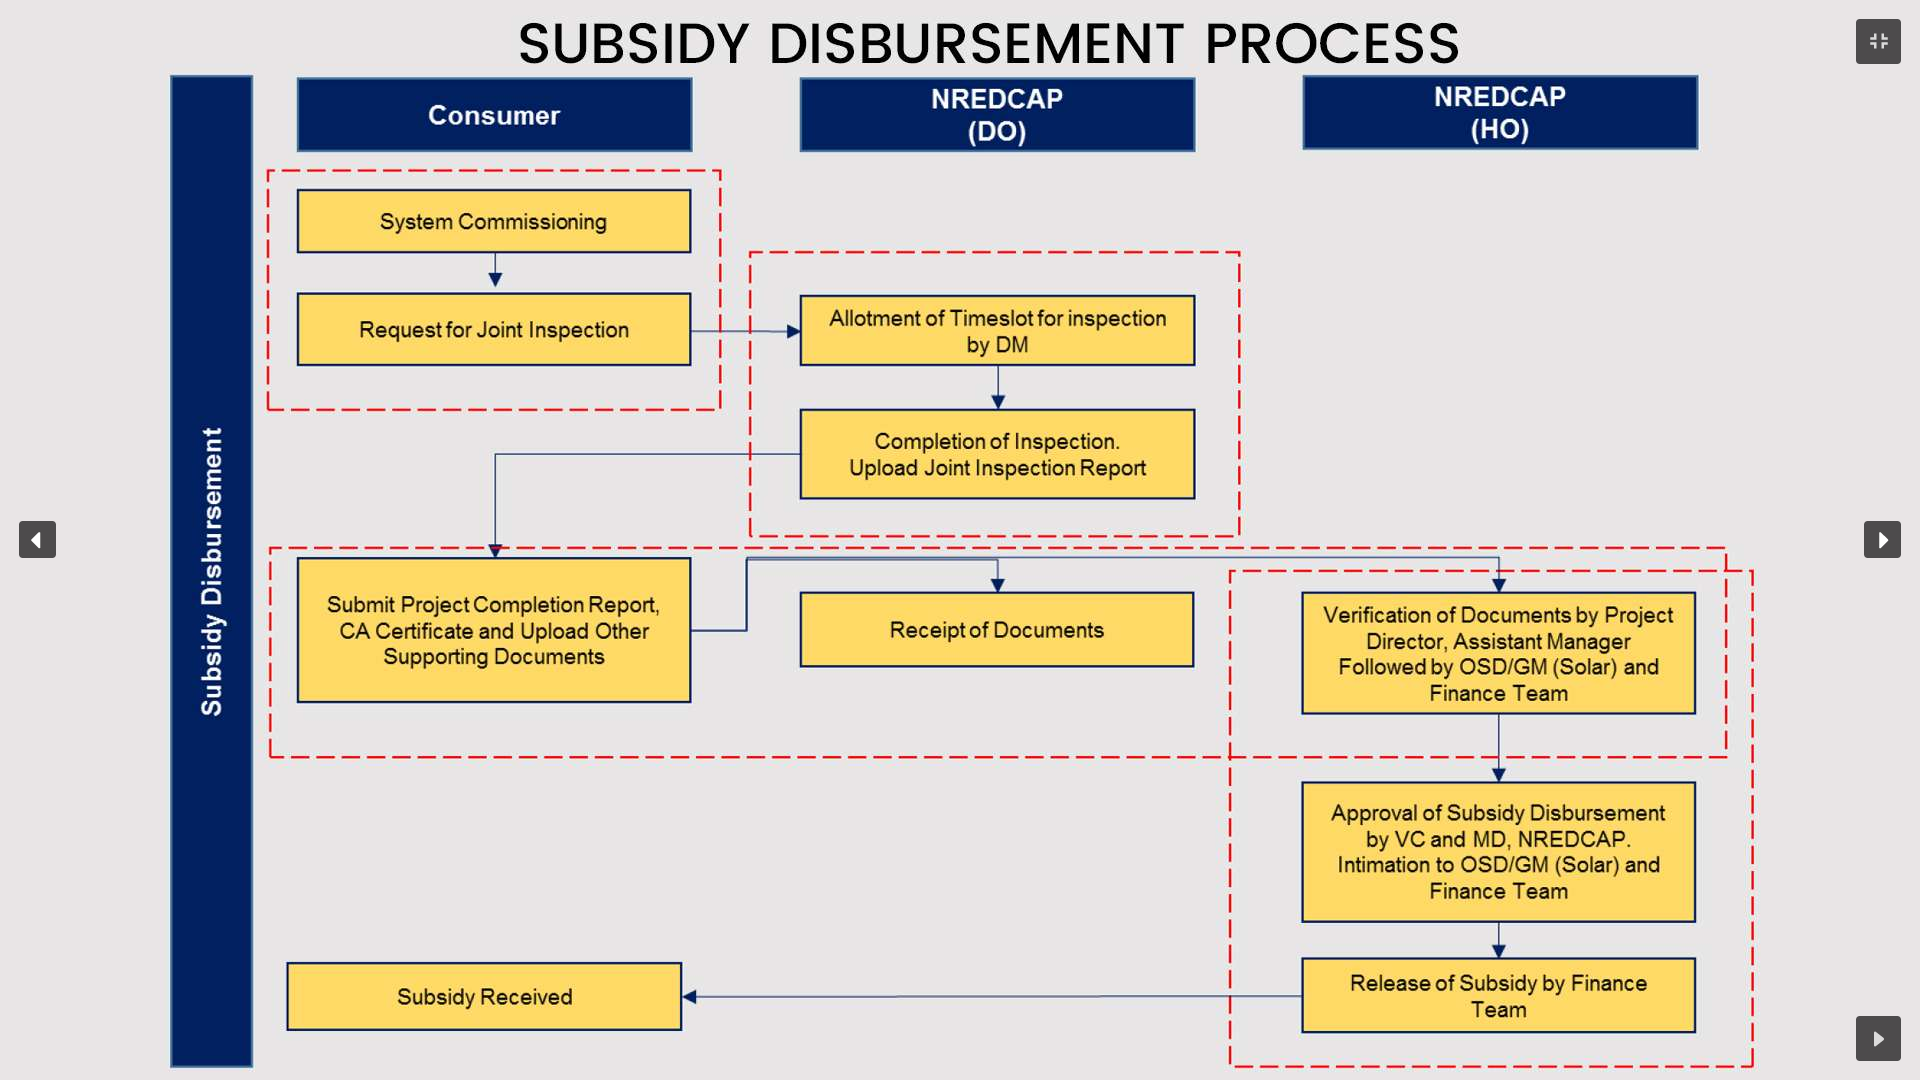 SUBSIDY DISBURSEMENT PROCESS
Consumer
NREDCAP
(DO)
NREDCAP
(HO)
Subsidy Disbursement
System Commissioning
Request for Joint Inspection
Allotment of Timeslot for inspection
by DM
Completion of Inspection.
Upload Joint Inspection Report
Submit Project Completion Report,
CA Certificate and Upload Other
Supporting Documents
Receipt of Documents
Verification of Documents by Project
Director, Assistant Manager
Followed by OSD/GM (Solar) and
Finance Team
Approval of Subsidy Disbursement
by VC and MD, NREDCAP.
Intimation to OSD/GM (Solar) and
Finance Team
Release of Subsidy by Finance
Team
Subsidy Received